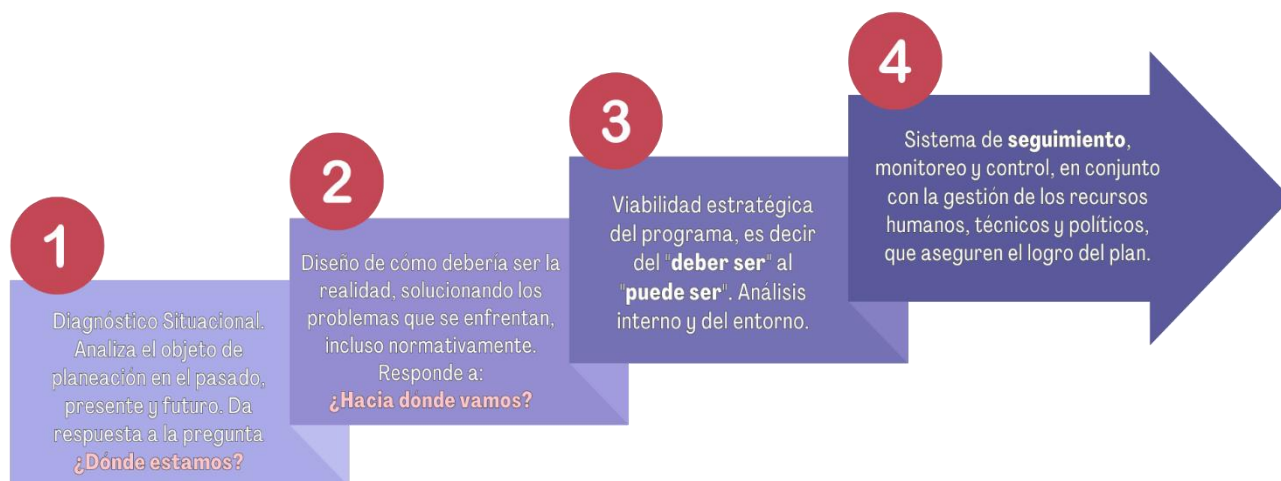 1
Diagnóstico Situacional.
Analiza el objeto de
planeación en el pasado,
presente y futuro. Da
respuesta a la pregunta
¿Dónde estamos?
2
Diseño de cómo debería ser la
realidad, solucionando los
problemas que se enfrentan,
incluso normativamente.
Responde a:
¿Hacia dónde vamos?
3
Viabilidad estratégica
del programa, es decir
del "deber ser" al
"puede ser". Análisis
interno y del entorno.
4
Sistema de seguimiento,
monitoreo y control, en conjunto
con la gestión de los recursos
humanos, técnicos y políticos,
que aseguren el logro del plan.